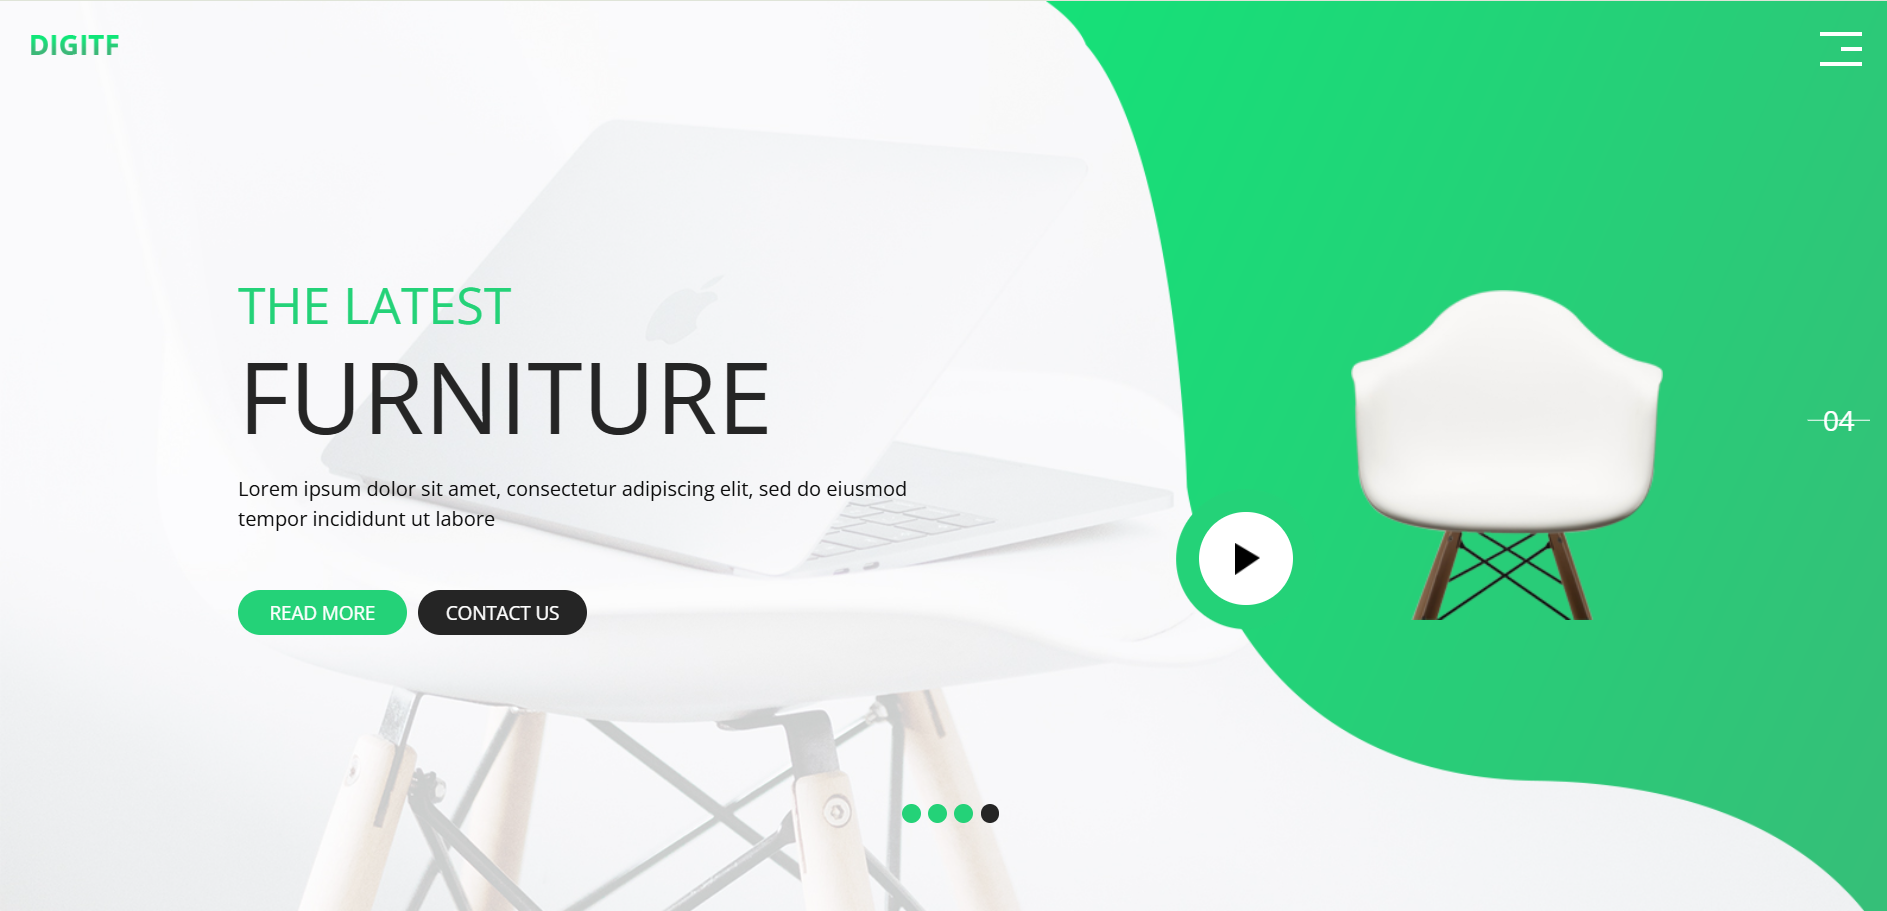 DIGITF
THE LATEST
FURNITURE
Lorem ipsum dolor sit amet, consectetur adipiscing elit, sed do eiusmod
tempor incididunt ut labore
READ MORE
CONTACT US
04